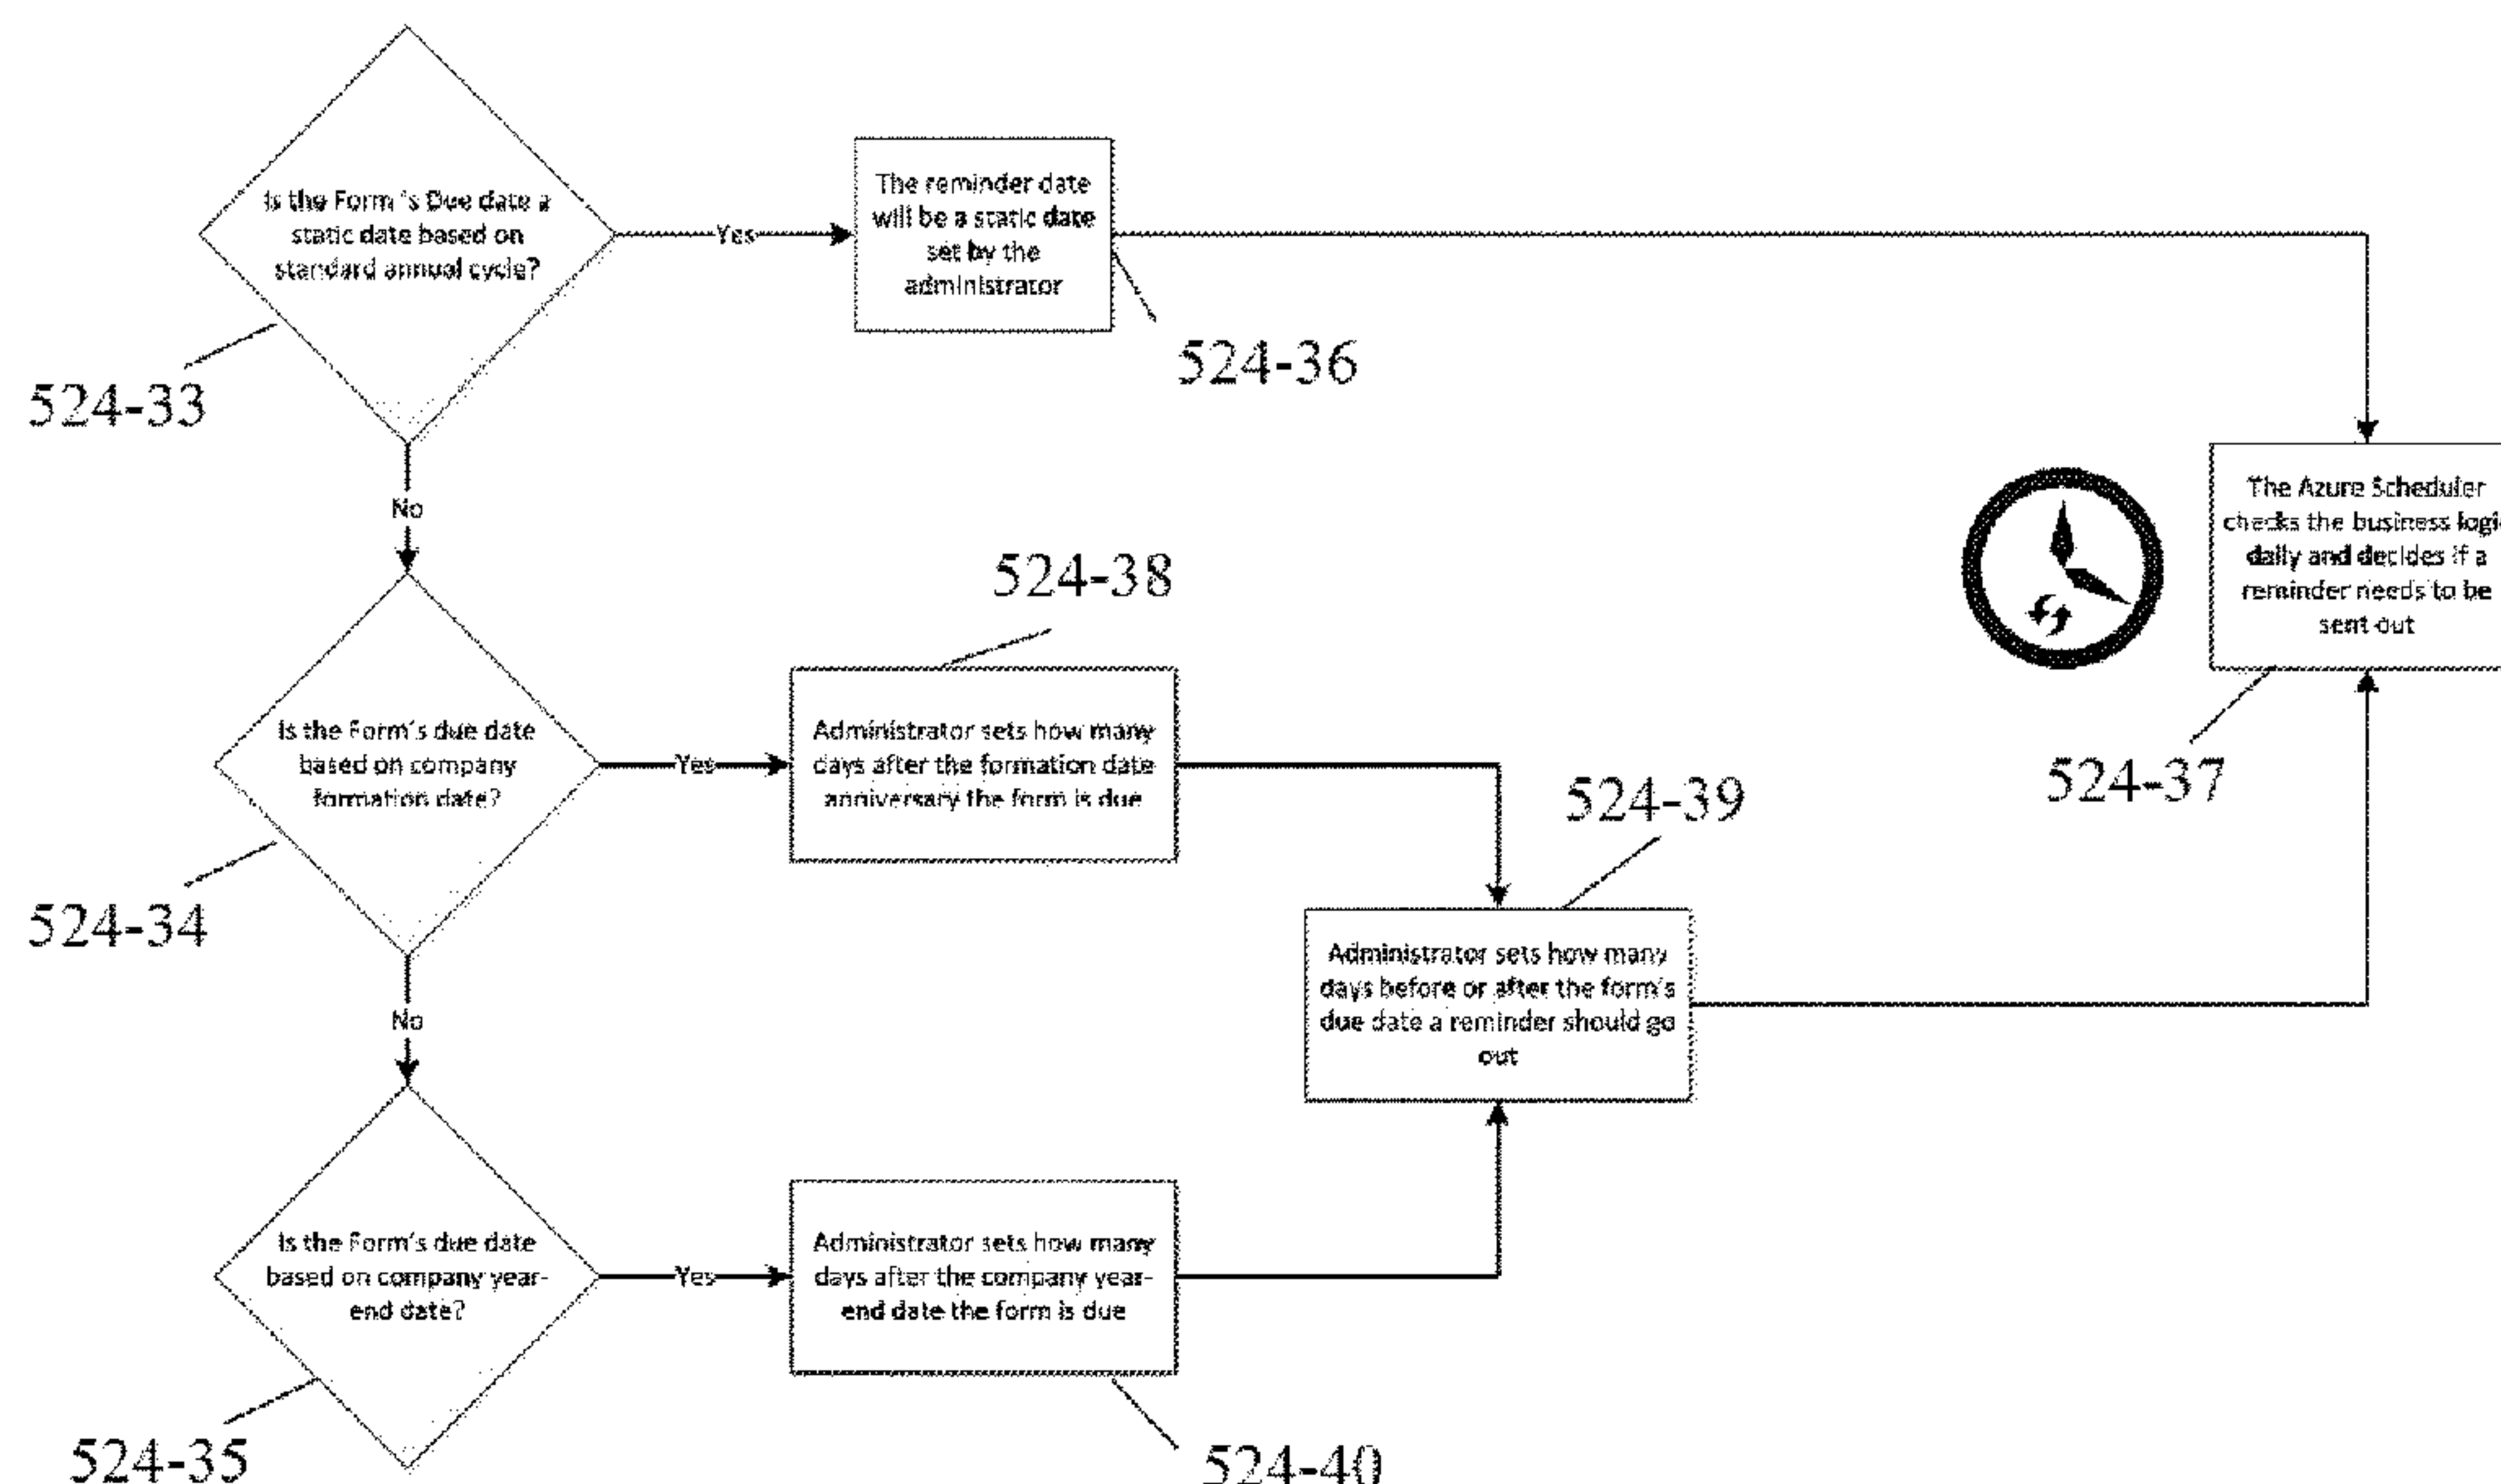 Is the Form 's Due date a
static date based on
standard annual cycle?
Yes
The reminder date
will be a static date
set by the
administrator
524-36
524-33
No
The Azure Scheduler
checks the business logi
daily and decides if a
reminder needs to be
sent out
524-37
524-38
Is the Form's due date
based on company
formation date?
Yes
Administrator sets how many
days after the formation date
anniversary the form is due
524-39
524-34
Administrator sets how many
days before or after the form's
due date a reminder should go
out
No
Is the Form's due date
based on company year-
end date?
Yes
Administrator sets how many
days after the company year-
end date the form is due
524-35
524-40